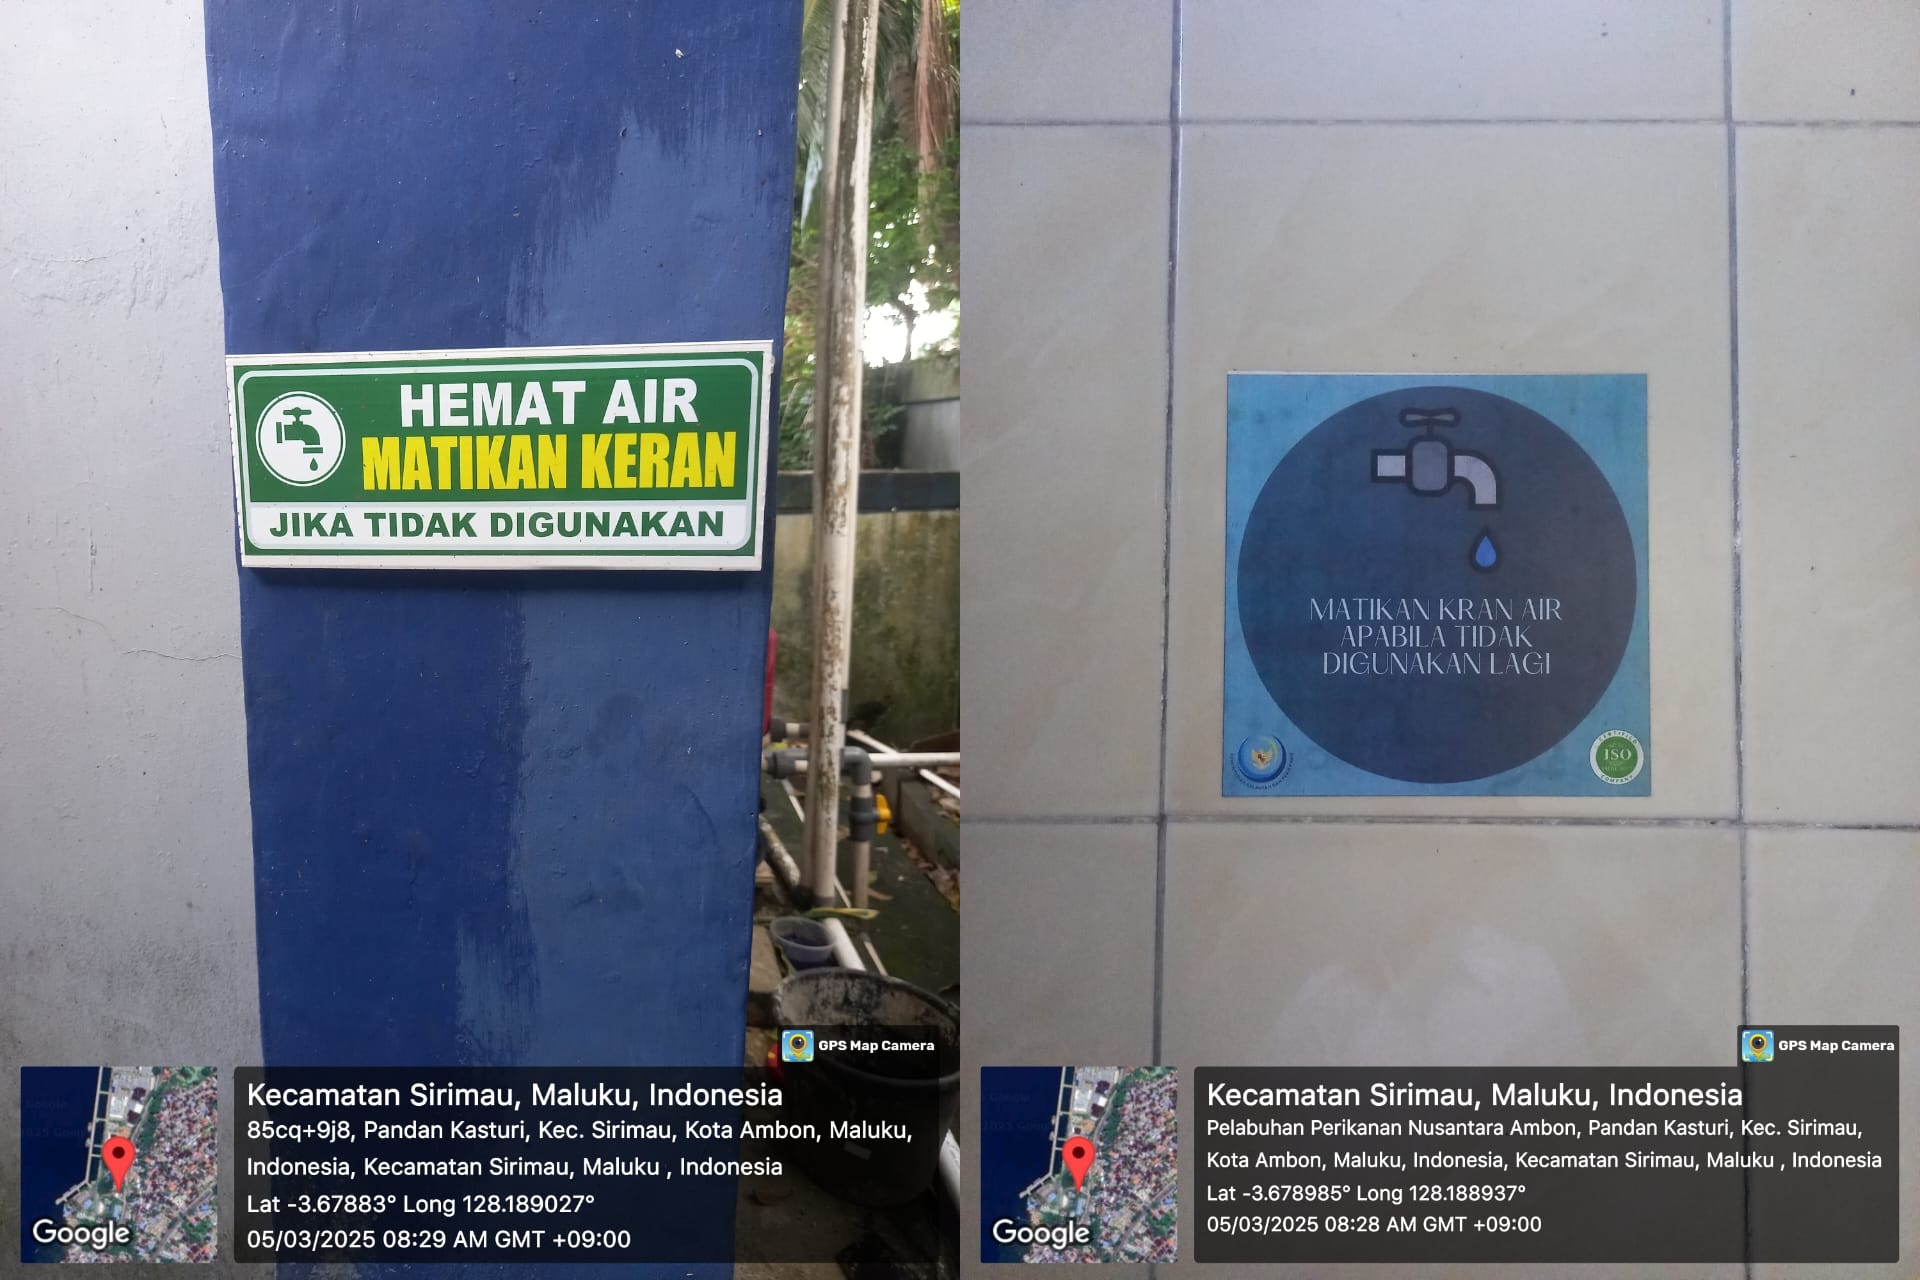 HEMAT AIR
MATIKAN KERAN
JIKA TIDAK DIGUNAKAN
GPS Map Camera
Google
Kecamatan Sirimau, Maluku, Indonesia
85cq+9j8, Pandan Kasturi, Kec. Sirimau, Kota Ambon, Maluku,
Indonesia, Kecamatan Sirimau, Maluku , Indonesia
Lat -3.67883° Long 128.189027°
05/03/2025 08:29 AM GMT +09:00
MATIKAN KRAN AIR
APABILA TIDAK
DIGUNAKAN LAGI
CERTIFIED
ISO
COMPANY
GPS Map Camera
Google
Kecamatan Sirimau, Maluku, Indonesia
Pelabuhan Perikanan Nusantara Ambon, Pandan Kasturi, Kec. Sirimau,
Kota Ambon, Maluku, Indonesia, Kecamatan Sirimau, Maluku , Indonesia
Lat -3.678985° Long 128.188937°
05/03/2025 08:28 AM GMT +09:00